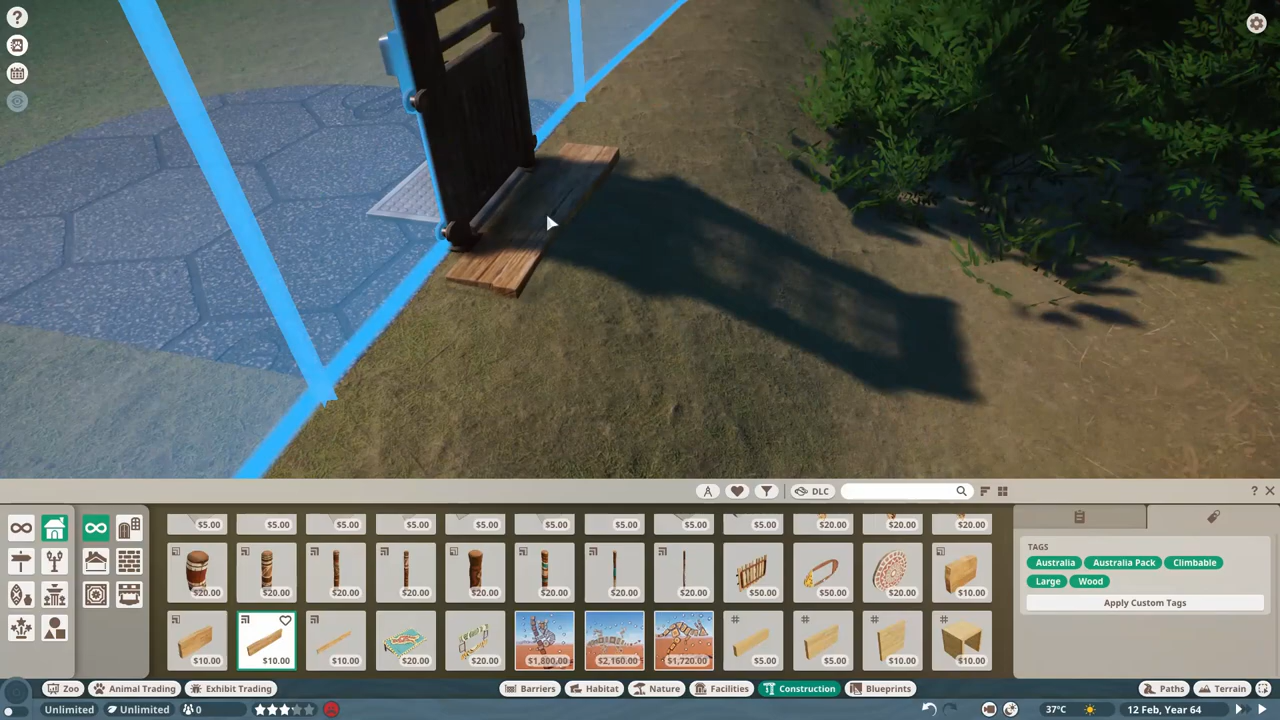 ?
DLC
?
$5.00 $5.00 $5.00 $5.00 $5.00 $5.00 $5.00 $5.00 $5.00 $20.00 $20.00 $20.00
$20.00 $20.00 $20.00 $20.00 $20.00 $20.00 $20.00 $20.00 $50.00 $50.00 $20.00 $10.00
$10.00 $10.00 $10.00 $20.00 $20.00 $1,800.00 $2,160.00 $1,720.00 $5.00 $5.00 $10.00 $10.00
TAGS
Australia Australia Pack Climbable
Large Wood
Apply Custom Tags
Zoo Animal Trading Exhibit Trading Barriers Habitat Nature Facilities Construction Blueprints Paths Terrain
Unlimited Unlimited 0 37°C 12 Feb, Year 64